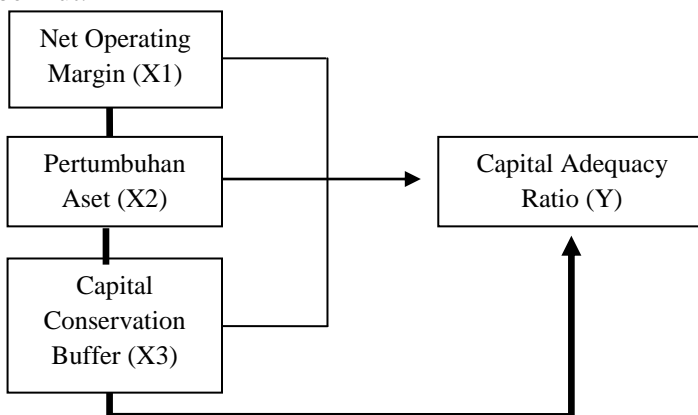 Net Operating
Margin (X1)
Pertumbuhan
Aset (X2)
Capital Adequacy
Ratio (Y)
Capital
Conservation
Buffer (X3)